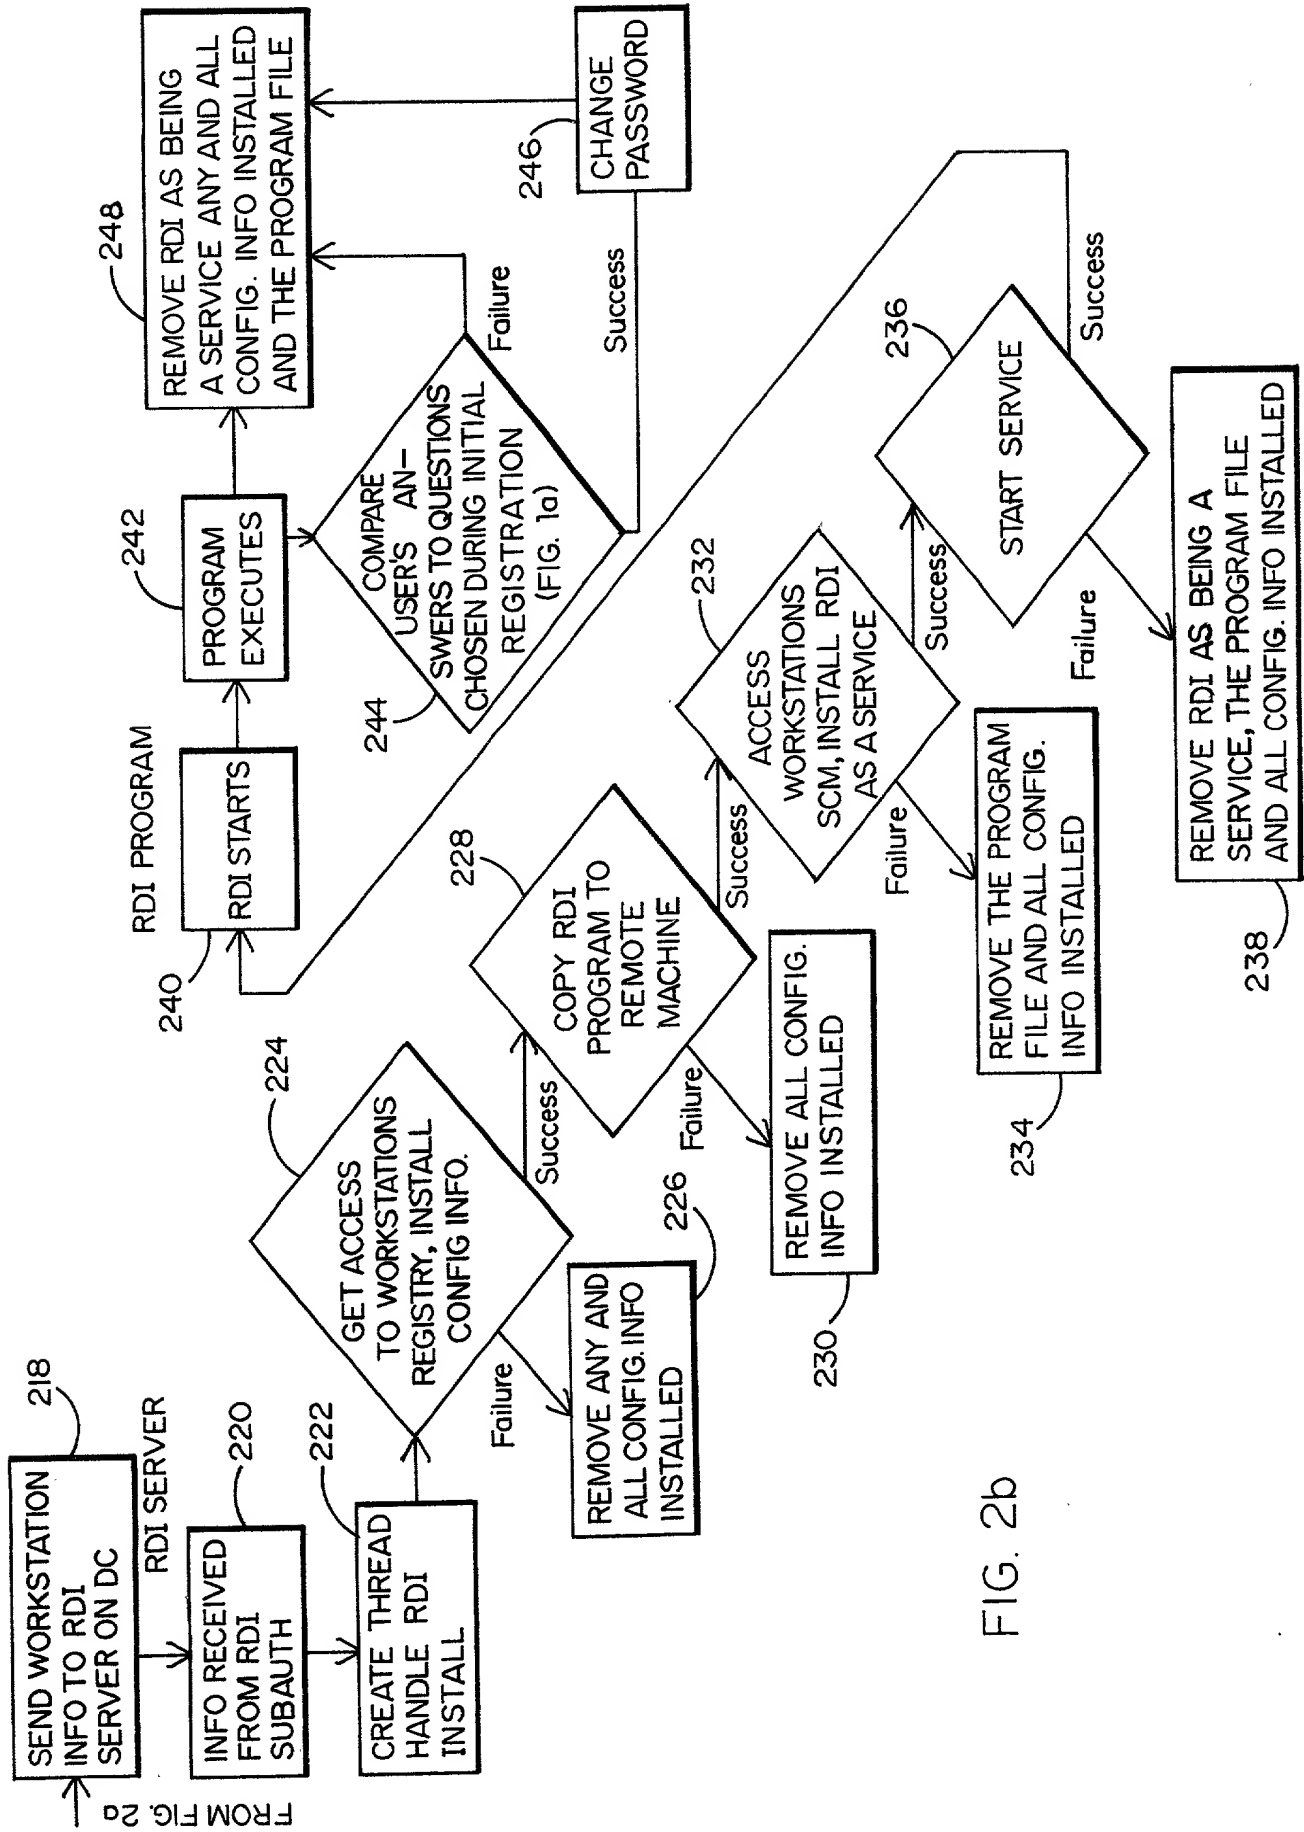 FROM FIG. 2a
SEND WORKSTATION
INFO TO RDI
SERVER ON DC
218
RDI SERVER
INFO RECEIVED
FROM RDI
SUBAUTH
220
CREATE THREAD
HANDLE RDI
INSTALL
222
GET ACCESS
TO WORKSTATIONS
REGISTRY, INSTALL
CONFIG INFO.
224
Failure
Success
REMOVE ANY AND
ALL CONFIG. INFO
INSTALLED
226
COPY RDI
PROGRAM TO
REMOTE
MACHINE
228
Failure
Success
REMOVE ALL CONFIG.
INFO INSTALLED
230
ACCESS
WORKSTATIONS
SCM, INSTALL RDI
AS A SERVICE
232
Failure
Success
REMOVE THE PROGRAM
FILE AND ALL CONFIG.
INFO INSTALLED
234
START SERVICE
236
Failure
Success
REMOVE RDI AS BEING A
SERVICE, THE PROGRAM FILE
AND ALL CONFIG. INFO INSTALLED
238
RDI PROGRAM
RDI STARTS
240
PROGRAM
EXECUTES
242
COMPARE
USER'S AN-
SWERS TO QUESTIONS
CHOSEN DURING INITIAL
REGISTRATION
(FIG. 1a)
244
Failure
Success
CHANGE
PASSWORD
246
REMOVE RDI AS BEING
A SERVICE ANY AND ALL
CONFIG. INFO INSTALLED
AND THE PROGRAM FILE
248
FIG. 2b